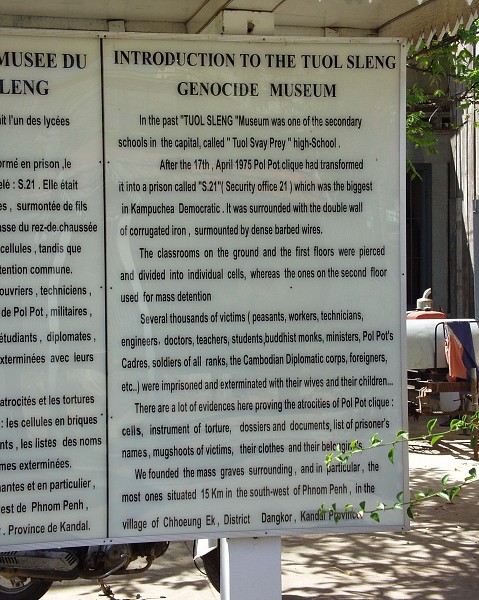 MUSEE DU
LENG
it l'un des lycées
ormé en prison ,le
elé : S.21 . Elle était
es , surmontée de fils
asse du rez-de.chaussée
cellules , tandis que
tention commune.
ouvriers , techniciens ,
de Pol Pot , militaires ,
étudiants , diplomates ,
exterminées avec leurs
atrocités et les tortures
: les cellules en briques
nts , les listes des noms
mes exterminées.
nantes et en particulier ,
est de Phnom Penh ,
. Province de Kandal.
INTRODUCTION TO THE TUOL SLENG
GENOCIDE MUSEUM
In the past "TUOL SLENG "Museum was one of the secondary
schools in the capital, called " Tuol Svay Prey " high-School .
After the 17th , April 1975 Pol Pot.clique had transformed
it into a prison called "S.21"( Security office 21 ) which was the biggest
in Kampuchea Democratic . It was surrounded with the double wall
of corrugated iron , surmounted by dense barbed wires.
The classrooms on the ground and the first floors were pierced
and divided into individual cells, whereas the ones on the second floor
used for mass detention
Several thousands of victims ( peasants, workers, technicians,
engineers, doctors, teachers, students,buddhist monks, ministers, Pol Pot's
Cadres, soldiers of all ranks, the Cambodian Diplomatic corps, foreigners,
etc..) were imprisoned and exterminated with their wives and their children...
There are a lot of evidences here proving the atrocities of Pol Pot clique :
cells, instrument of torture, dossiers and documents, list of prisoner's
names, mugshoots of victims, their clothes and their belongings.
We founded the mass graves surrounding , and in particular , the
most ones situated 15 Km in the south-west of Phnom Penh , in the
village of Chhoeung Ek , District Dangkor , Kandal Province